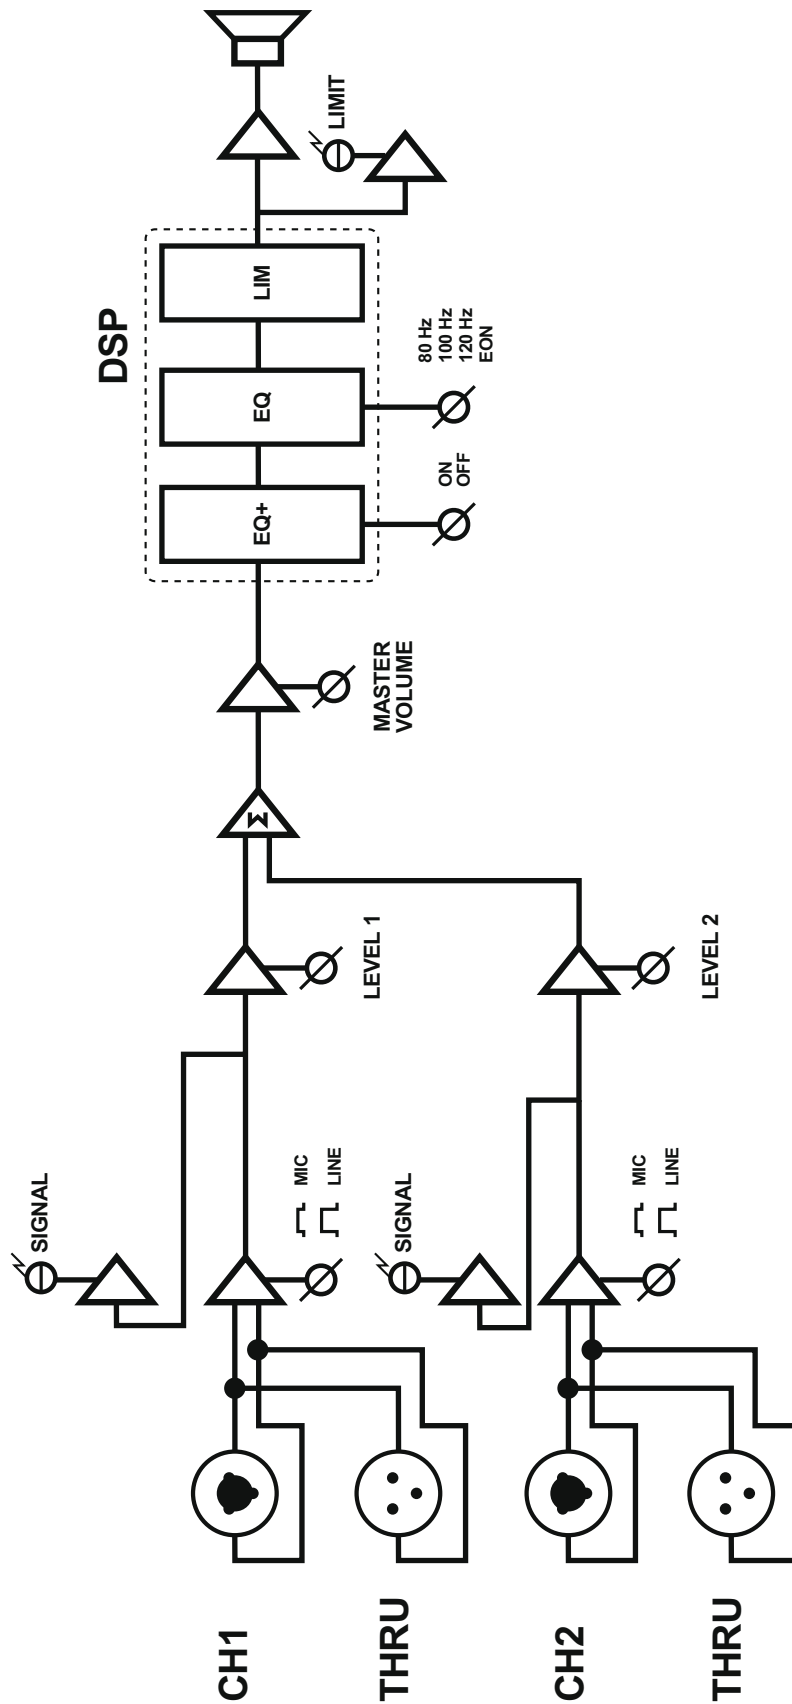 CH1
THRU
CH2
THRU
SIGNAL
MIC
LINE
SIGNAL
MIC
LINE
LEVEL 1
LEVEL 2
Σ
MASTER
VOLUME
DSP
EQ+
EQ
LIM
ON
OFF
80 Hz
100 Hz
120 Hz
EON
LIMIT